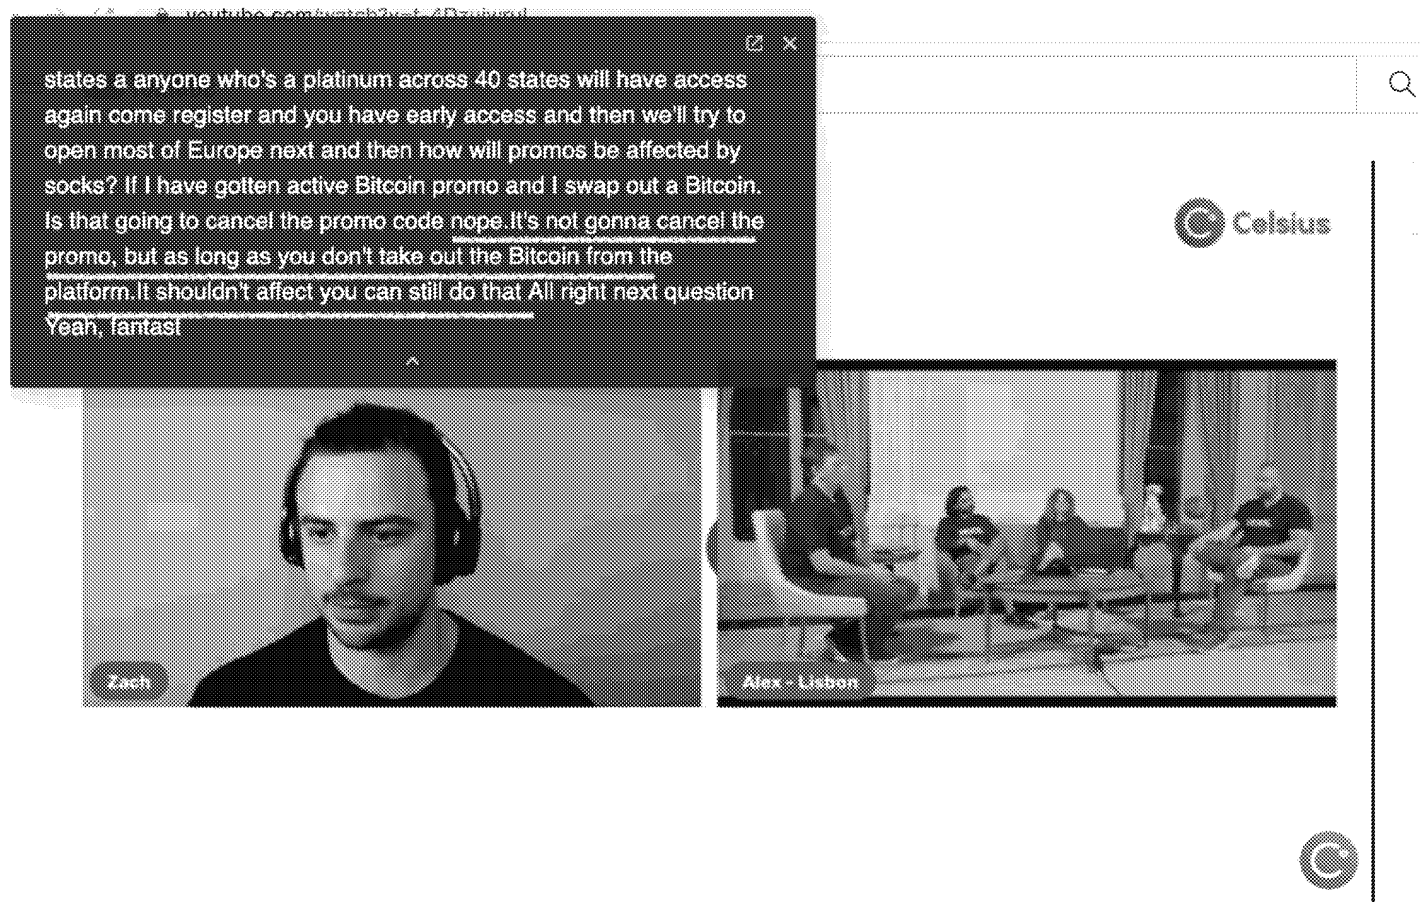 youtube.com/watch?v=
states a anyone who's a platinum across 40 states will have access
again come register and you have early access and then we'll try to
open most of Europe next and then how will promos be affected by
socks? If I have gotten active Bitcoin promo and I swap out a Bitcoin.
Is that going to cancel the promo code nope.It's not gonna cancel the
promo, but as long as you don't take out the Bitcoin from the
platform.It shouldn't affect you can still do that All right next question
Yeah, fantast
Celsius
Zach
Alex - Lisbon